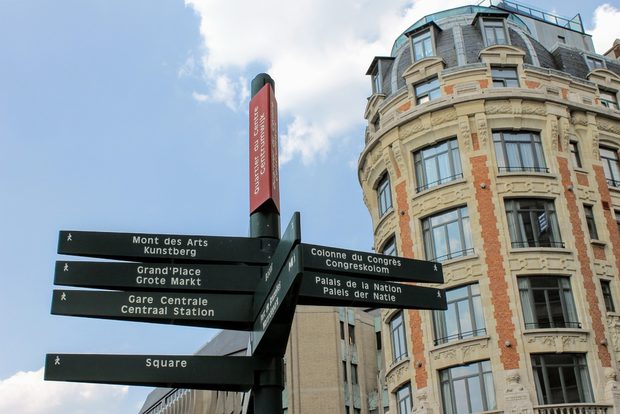 Quartier du Centre
Centrumwijk
Mont des Arts
Kunstberg
Grand'Place
Grote Markt
Gare Centrale
Centraal Station
Square
Colonne du Congrès
Congreskolom
Palais de la Nation
Paleis der Natie